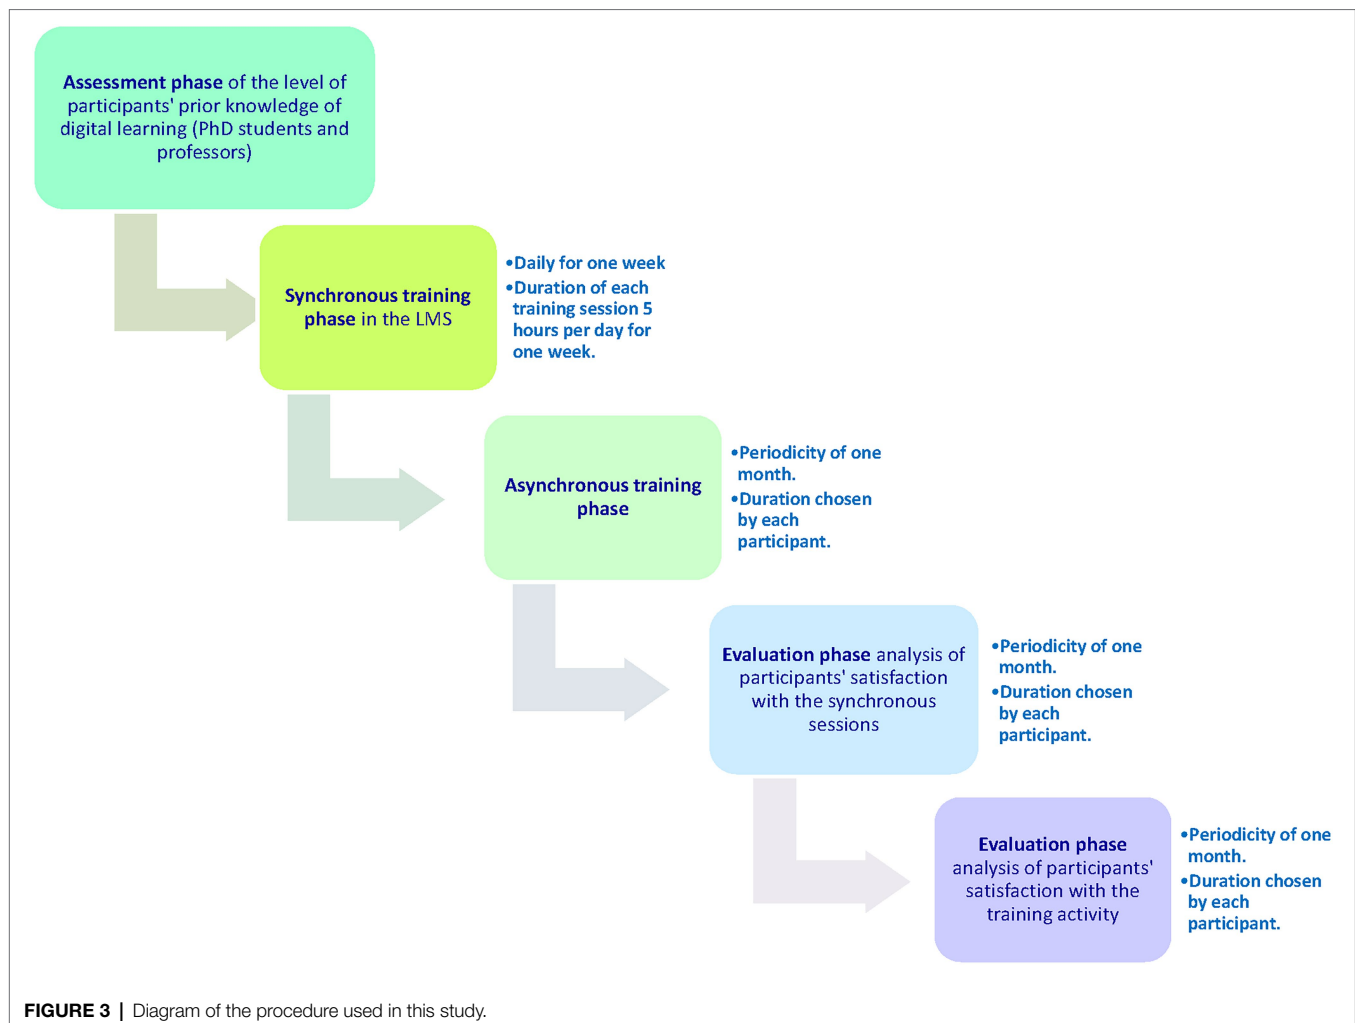 Assessment phase of the level of
participants' prior knowledge of
digital learning (PhD students and
professors)
Synchronous training
phase in the LMS
•Daily for one week
•Duration of each
training session 5
hours per day for
one week.
Asynchronous training
phase
•Periodicity of one
month.
•Duration chosen
by each
participant.
Evaluation phase analysis of
participants' satisfaction
with the synchronous
sessions
•Periodicity of one
month.
•Duration chosen
by each
participant.
Evaluation phase
analysis of participants'
satisfaction with the
training activity
•Periodicity of one
month.
•Duration chosen
by each
participant.
FIGURE 3 | Diagram of the procedure used in this study.